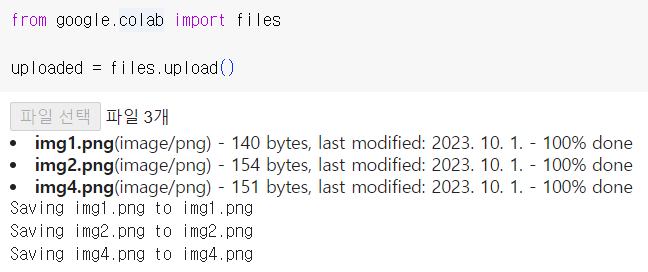 from google.colab import files
uploaded = files.upload()
파일 선택 파일 3개
• img1.png(image/png) - 140 bytes, last modified: 2023. 10. 1. - 100% done
• img2.png(image/png) - 154 bytes, last modified: 2023. 10. 1. - 100% done
• img4.png(image/png) - 151 bytes, last modified: 2023. 10. 1. - 100% done
Saving img1.png to img1.png
Saving img2.png to img2.png
Saving img4.png to img4.png